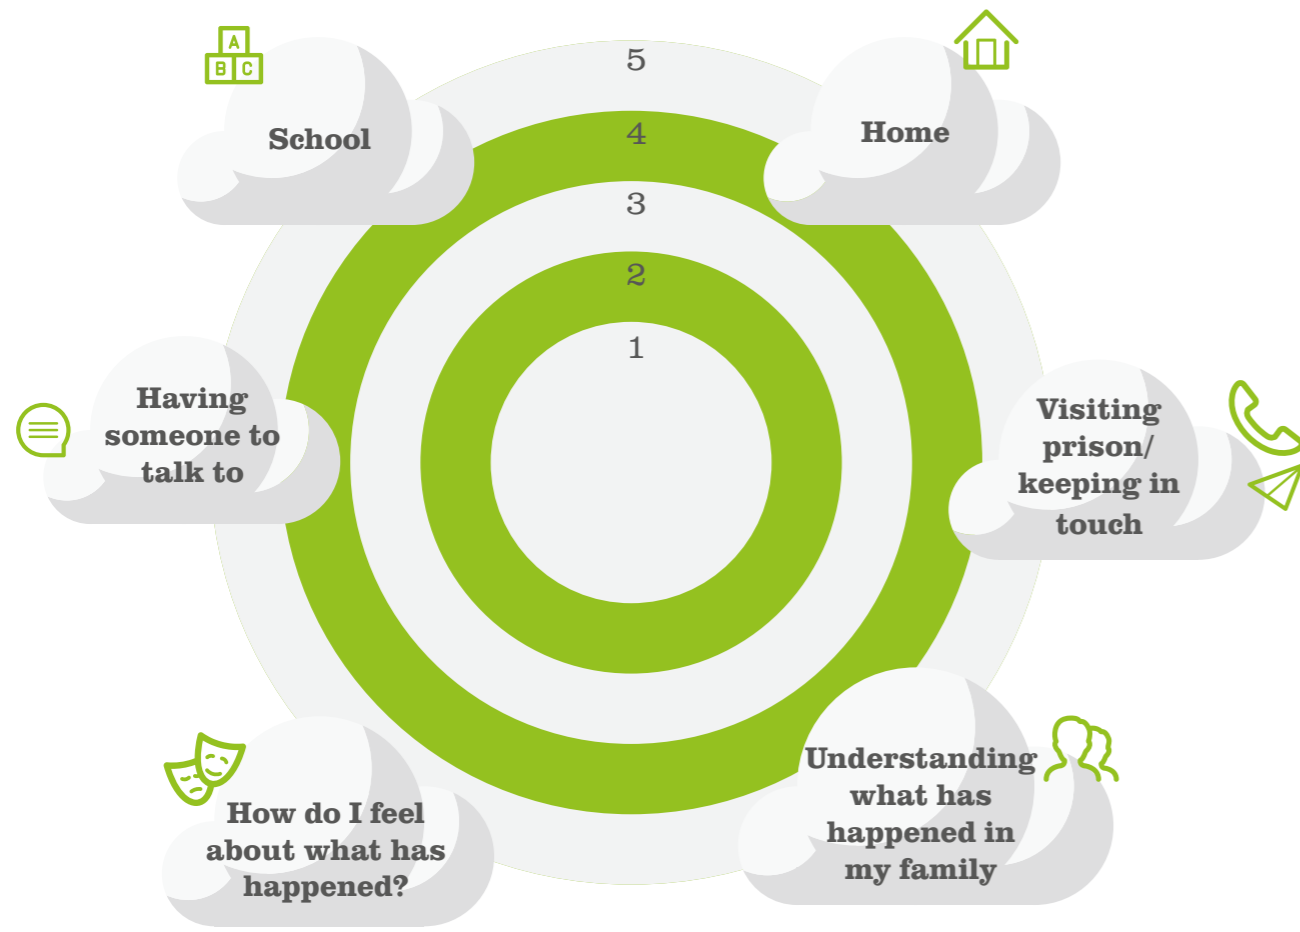 5
4
3
2
1
A
B C
School
Home
Having
someone to
talk to
Visiting
prison/
keeping in
touch
How do I feel
about what has
happened?
Understanding
what has
happened in
my family